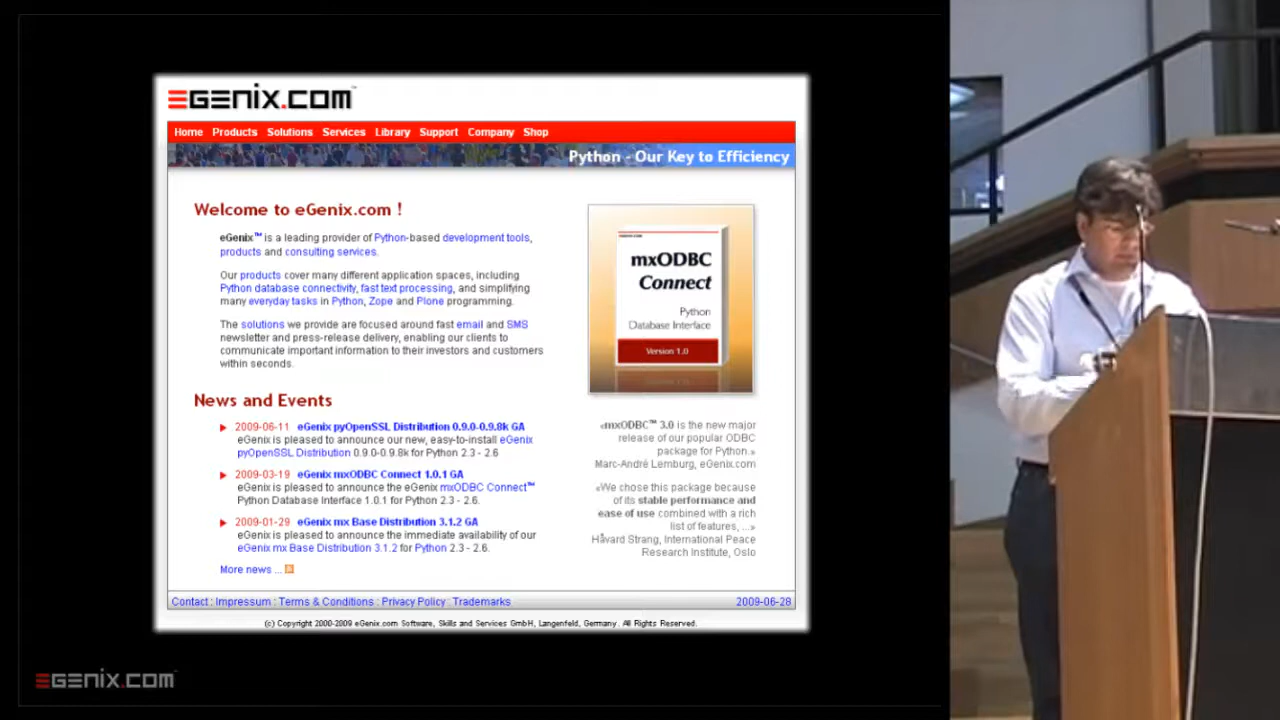 EGENIX.COM™
Home Products Solutions Services Library Support Company Shop
Python - Our Key to Efficiency
Welcome to eGenix.com !
eGenix™ is a leading provider of Python-based development tools,
products and consulting services.
Our products cover many different application spaces, including
Python database connectivity, fast text processing, and simplifying
many everyday tasks in Python, Zope and Plone programming.
The solutions we provide are focused around fast email and SMS
newsletter and press-release delivery, enabling our clients to
communicate important information to their investors and customers
within seconds.
mxODBC
Connect
Python
Database Interface
Version 1.0
News and Events
2009-06-11 eGenix pyOpenSSL Distribution 0.9.0-0.9.8k GA
eGenix is pleased to announce our new, easy-to-install eGenix
pyOpenSSL Distribution 0.9.0-0.9.8k for Python 2.3 - 2.6
2009-03-19 eGenix mxODBC Connect 1.0.1 GA
eGenix is pleased to announce the eGenix mxODBC Connect™
Python Database Interface 1.0.1 for Python 2.3 - 2.6.
2009-01-29 eGenix mx Base Distribution 3.1.2 GA
eGenix is pleased to announce the immediate availability of our
eGenix mx Base Distribution 3.1.2 for Python 2.3 - 2.6.
More news ...
«mxODBC™ 3.0 is the new major
release of our popular ODBC
package for Python.»
Marc-André Lemburg, eGenix.com
«We chose this package because
of its stable performance and
ease of use combined with a rich
list of features, ...»
Håvard Strang, International Peace
Research Institute, Oslo
Contact : Impressum : Terms & Conditions : Privacy Policy : Trademarks
2009-06-28
(c) Copyright 2000-2009 eGenix.com Software, Skills and Services GmbH, Langenfeld, Germany. All Rights Reserved.
EGENIX.COM™